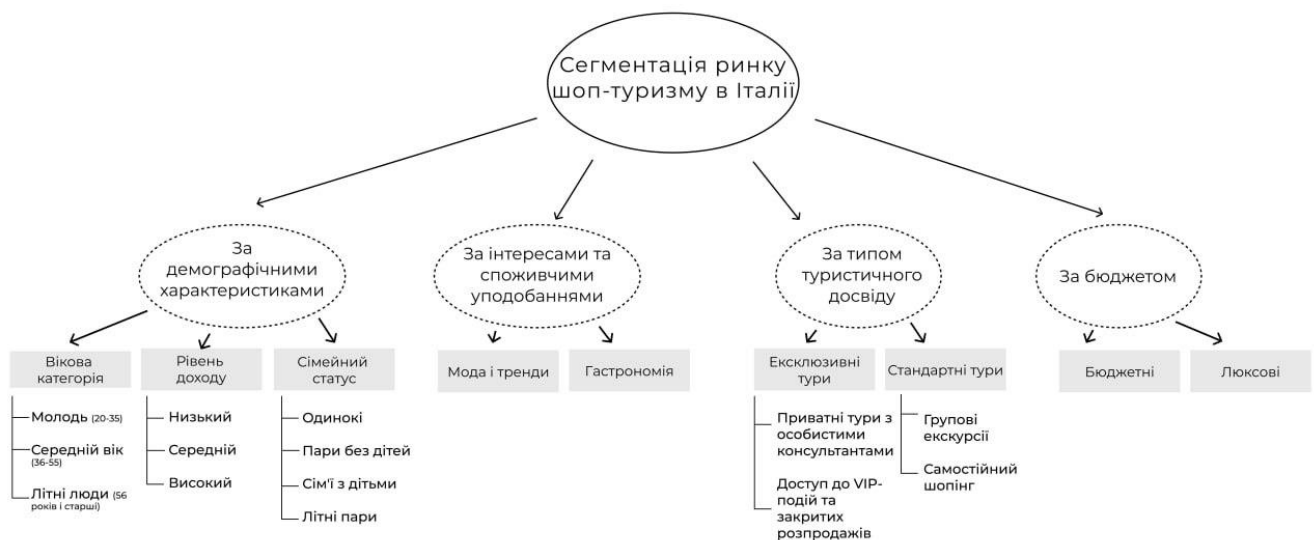 Сегментація ринку
шоп-туризму в Італії
За
демографічними
характеристиками
За інтересами та
споживчими
уподобаннями
За типом
туристичного
досвіду
За бюджетом
Вікова
категорія
Рівень
доходу
Сімейний
статус
Мода і тренди
Гастрономія
Ексклюзивні
тури
Стандартні тури
Бюджетні
Люксові
Молодь (20-35)
Середній вік
(36-55)
Літні люди (56
років і старші)
Низький
Середній
Високий
Одинокі
Пари без дітей
Сім'ї з дітьми
Літні пари
Приватні тури з
особистими
консультантами
Доступ до VIP-
подій та
закритих
розпродажів
Групові
екскурсії
Самостійний
шопінг